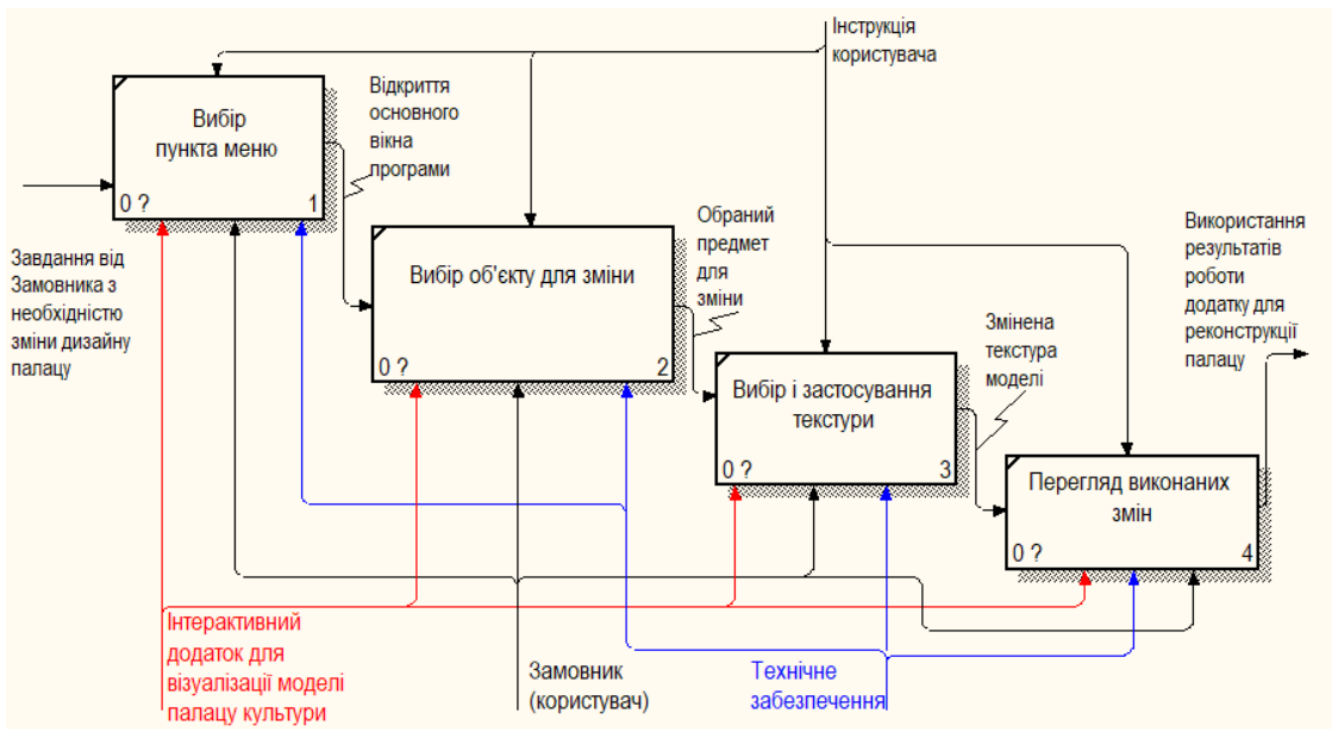 Інструкція
користувача
Вибір
пункта меню
0 ?
1
Відкриття
основного
вікна
програми
Завдання від
Замовника з
необхідністю
зміни дизайну
палацу
Вибір об'єкту для зміни
0 ?
2
Обраний
предмет
для
зміни
Вибір і застосування
текстури
0 ?
3
Змінена
текстура
моделі
Використання
результатів
роботи
додатку для
реконструкції
палацу
Перегляд виконаних
змін
0 ?
4
Інтерактивний
додаток для
візуалізації моделі
палацу культури
Замовник
(користувач)
Технічне
забезпечення